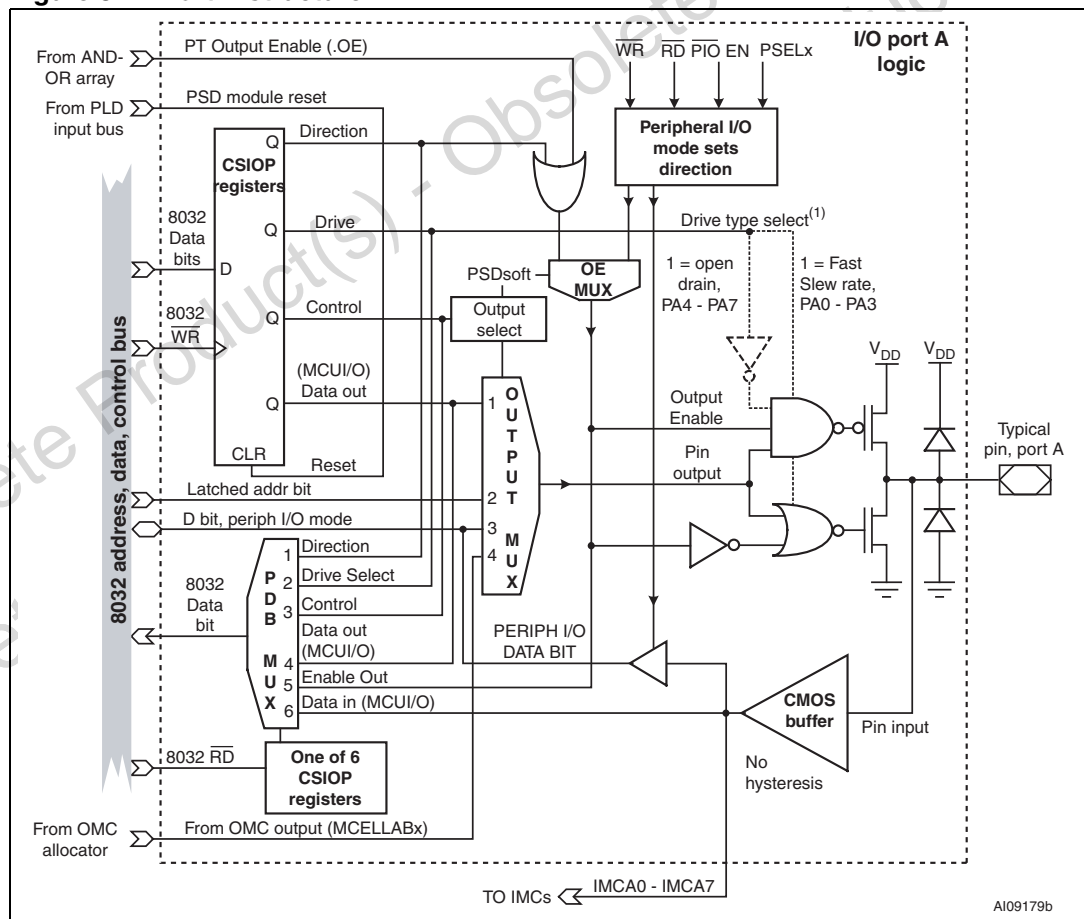 From AND-
OR array
PT Output Enable (.OE)
WR RD PIO EN PSELx
I/O port A
logic
From PLD
input bus
PSD module reset
Peripheral I/O
mode sets
direction
CSIOP
registers
Q
Direction
Q
Drive
Drive type select(1)
8032
Data
bits
D
PSDsoft
OE
MUX
1 = open
drain,
PA4 - PA7
1 = Fast
Slew rate,
PA0 - PA3
8032
WR
Q
Control
Output
select
VDD
VDD
(MCUI/O)
Data out
Q
1
2
3
4
OUTPUT MUX
Output
Enable
Typical
pin, port A
CLR
Reset
Pin
output
Latched addr bit
D bit, periph I/O mode
8032 address, data, control bus
8032
Data
bit
PDB MUX
1 Direction
2 Drive Select
3 Control
Data out
4 (MCUI/O)
5 Enable Out
6 Data in (MCUI/O)
PERIPH I/O
DATA BIT
CMOS
buffer
Pin input
No
hysteresis
8032 RD
One of 6
CSIOP
registers
From OMC
allocator
From OMC output (MCELLABx)
TO IMCs
IMCA0 - IMCA7
AI09179b